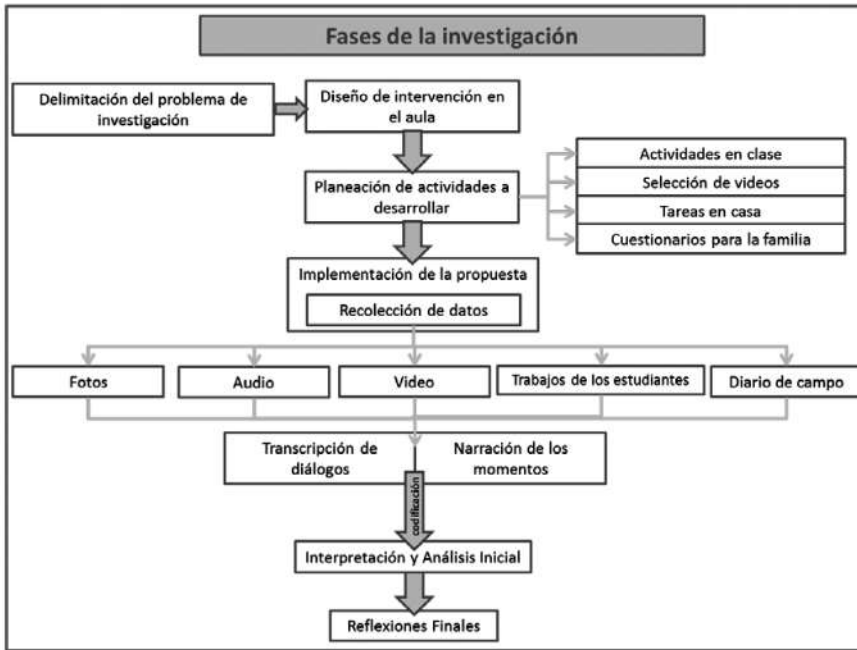 Fases de la investigación
Delimitación del problema de
investigación
Diseño de intervención en
el aula
Planeación de actividades a
desarrollar
Actividades en clase
Selección de videos
Tareas en casa
Cuestionarios para la familia
Implementación de la propuesta
Recolección de datos
Fotos
Audio
Video
Trabajos de los estudiantes
Diario de campo
Transcripción de
diálogos
Narración de los
momentos
codificación
Interpretación y Análisis Inicial
Reflexiones Finales